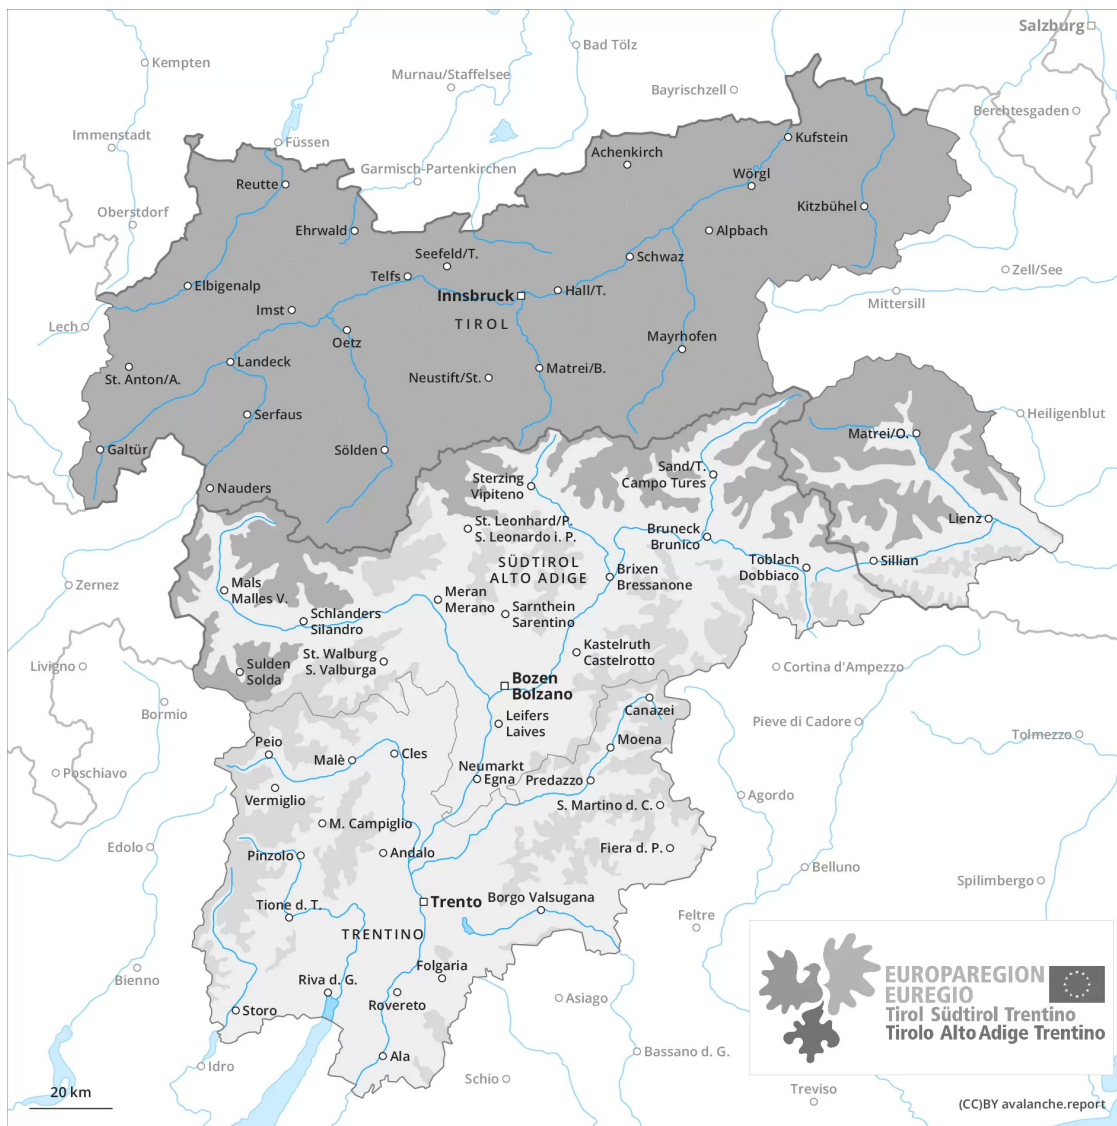 Salzburg
Bad Tölz
Kempten
Murnau/Staffelsee
Bayrischzell
Berchtesgaden
Immenstadt
Füssen
Kufstein
Achenkirch
Garmisch-Partenkirchen
Wörgl
Reutte
Oberstdorf
Kitzbühel
Ehrwald
Alpbach
Seefeld/T.
Schwaz
Telfs
Zell/See
Elbigenalp
Innsbruck
Hall/T.
Mittersill
Imst
TIROL
Lech
Oetz
Mayrhofen
Landeck
Matrei/B.
St. Anton/A.
Neustift/St.
Serfaus
Heiligenblut
Matrei/O.
Galtür
Sölden
Sand/T.
Campo Tures
Sterzing
Vipiteno
Nauders
Lienz
St. Leonhard/P.
S. Leonardo i. P.
Bruneck
Brunico
SÜDTIROL
ALTO ADIGE
Toblach
Dobbiaco
Sillian
Brixen
Bressanone
Zernez
Mals
Malles V.
Meran
Merano
Sarnthein
Sarentino
Schlanders
Silandro
Kastelruth
Castelrotto
St. Walburg
S. Valburga
Livigno
Sulden
Solda
Cortina d'Ampezzo
Bozen
Bolzano
Canazei
Bormio
Leifers
Laives
Pieve di Cadore
Tolmezzo
Moena
Peio
Malè
Cles
Neumarkt
Egna
Predazzo
Poschiavo
Vermiglio
S. Martino d. C.
Agordo
M. Campiglio
Edolo
Pinzolo
Andalo
Fiera d. P.
Belluno
Spilimbergo
Tione d. T.
Trento
Borgo Valsugana
Feltre
TRENTINO
Folgaria
Bienno
Riva d. G.
Rovereto
Asiago
Storo
EUROPAREGION
EUREGIO
Tirol Südtirol Trentino
Tirolo Alto Adige Trentino
Idro
Ala
Bassano d. G.
Schio
Treviso
20 km
(CC)BY avalanche.report